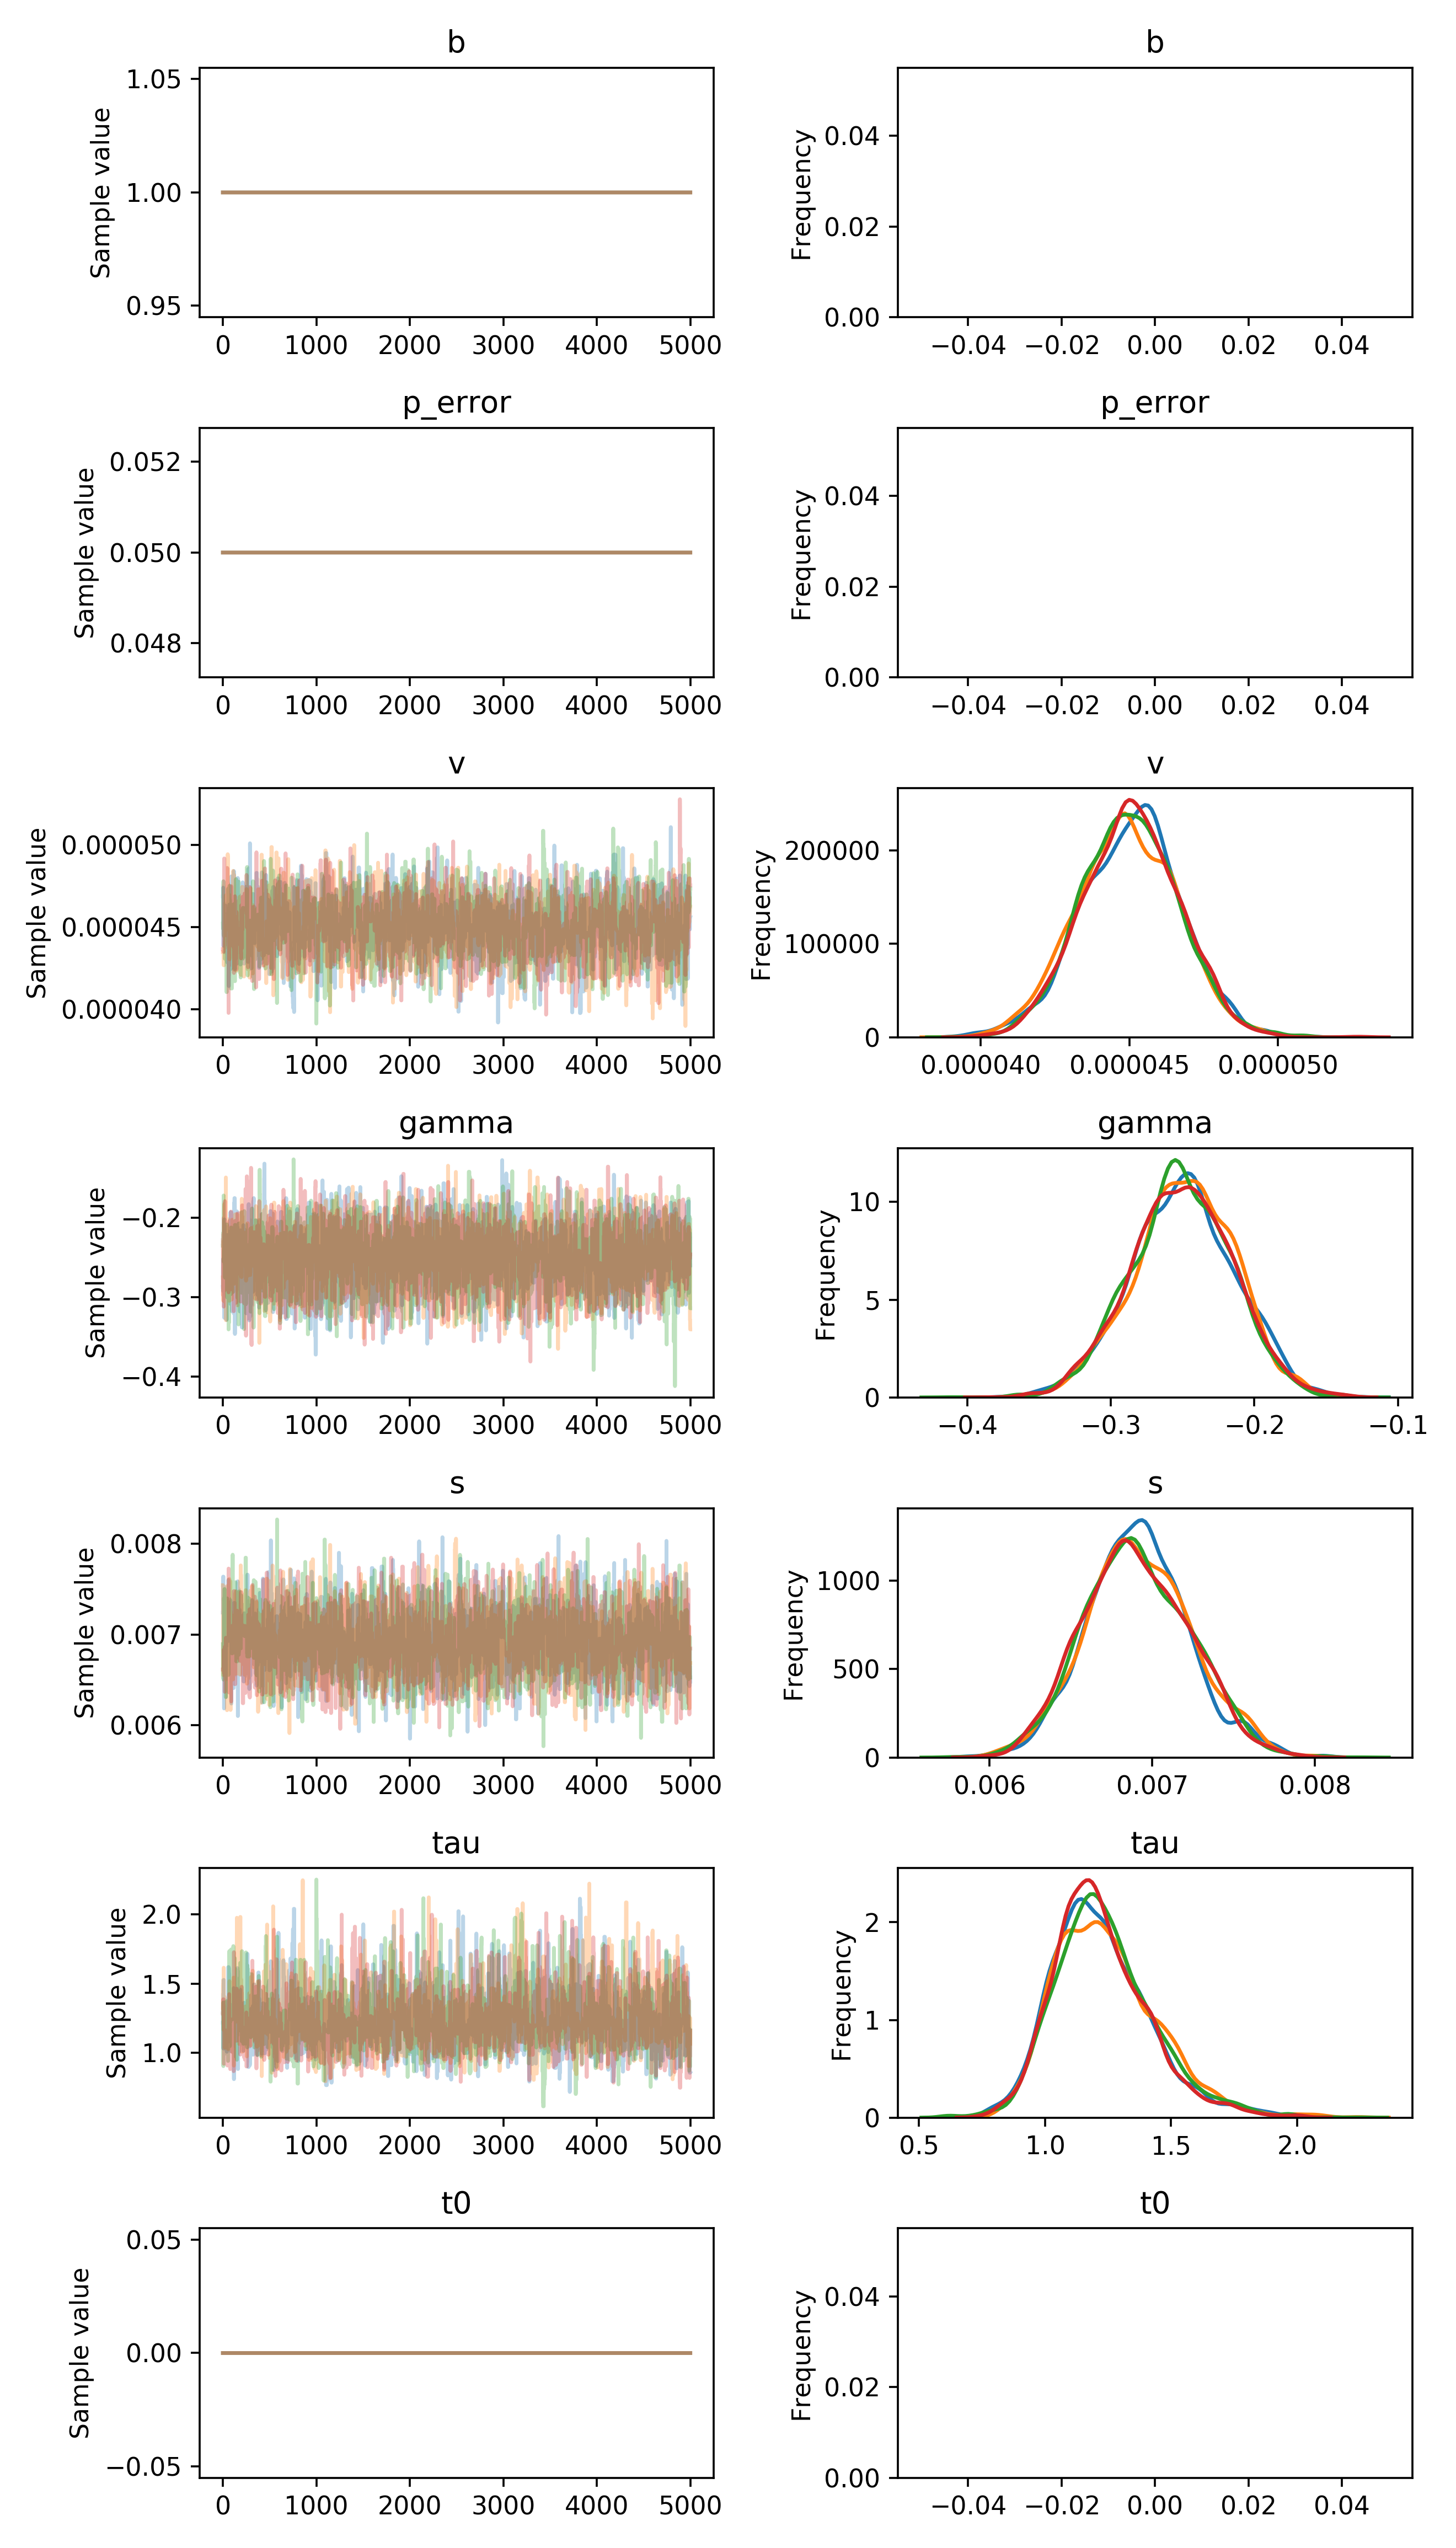 b
b
Sample value
1.05
1.00
0.95
0 1000 2000 3000 4000 5000
Frequency
0.04
0.02
0.00
−0.04 −0.02 0.00 0.02 0.04
p_error
p_error
Sample value
0.052
0.050
0.048
0 1000 2000 3000 4000 5000
Frequency
0.04
0.02
0.00
−0.04 −0.02 0.00 0.02 0.04
v
v
Sample value
0.000050
0.000045
0.000040
0 1000 2000 3000 4000 5000
Frequency
200000
100000
0
0.000040 0.000045 0.000050
gamma
gamma
Sample value
−0.2
−0.3
−0.4
0 1000 2000 3000 4000 5000
Frequency
10
5
0
−0.4 −0.3 −0.2 −0.1
s
s
Sample value
0.008
0.007
0.006
0 1000 2000 3000 4000 5000
Frequency
1000
500
0
0.006 0.007 0.008
tau
tau
Sample value
2.0
1.5
1.0
0 1000 2000 3000 4000 5000
Frequency
2
1
0
0.5 1.0 1.5 2.0
t0
t0
Sample value
0.05
0.00
−0.05
0 1000 2000 3000 4000 5000
Frequency
0.04
0.02
0.00
−0.04 −0.02 0.00 0.02 0.04